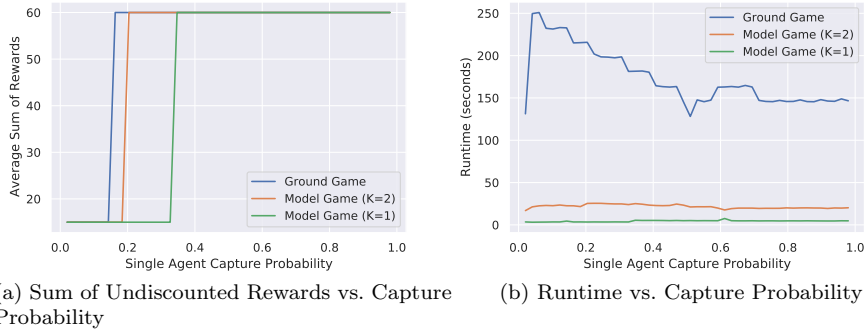 60
50
40
30
20
Average Sum of Rewards
Ground Game
Model Game (K=2)
Model Game (K=1)
0.0 0.2 0.4 0.6 0.8 1.0
Single Agent Capture Probability
250
200
150
100
50
0
Runtime (seconds)
Ground Game
Model Game (K=2)
Model Game (K=1)
0.0 0.2 0.4 0.6 0.8 1.0
Single Agent Capture Probability
a) Sum of Undiscounted Rewards vs. Capture
Probability
(b) Runtime vs. Capture Probability